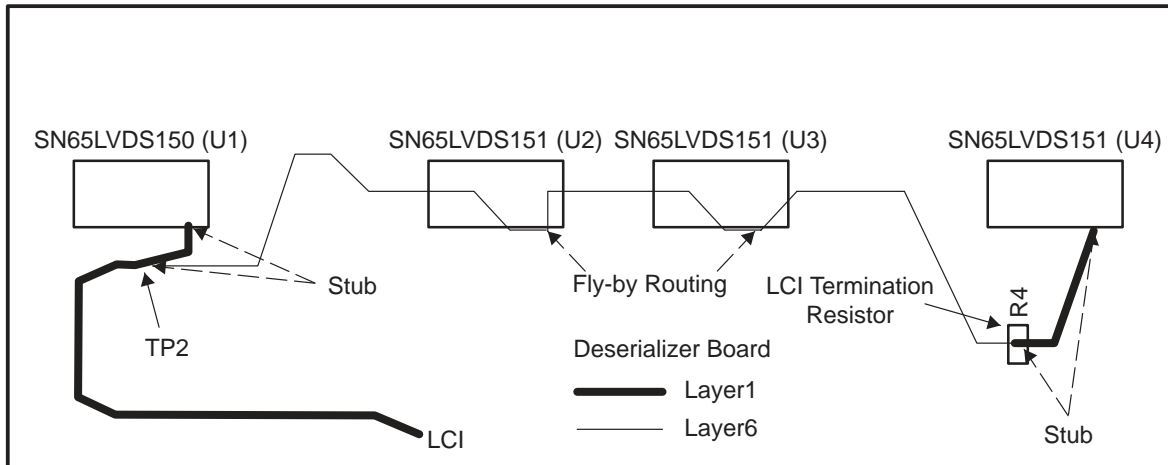 SN65LVDS150 (U1)
SN65LVDS151 (U2)
SN65LVDS151 (U3)
SN65LVDS151 (U4)
Stub
TP2
Fly-by Routing
LCI Termination
Resistor
R4
Deserializer Board
Layer1
Layer6
LCI
Stub